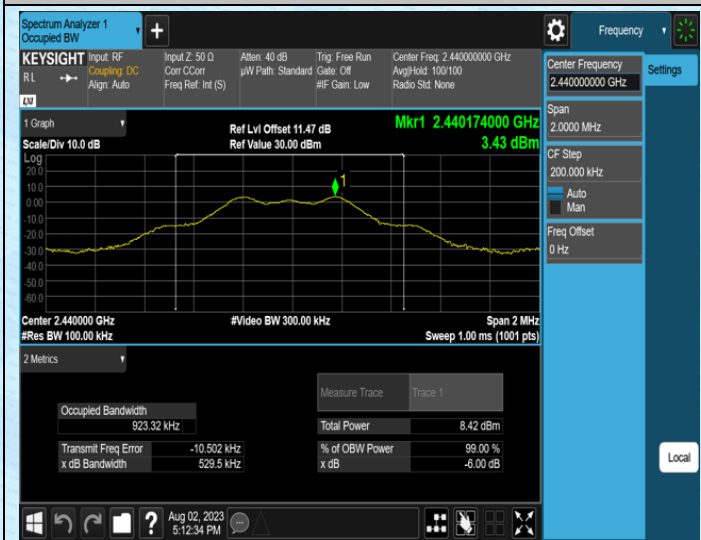 Spectrum Analyzer 1
Occupied BW
Frequency
KEYSIGHT
R L
LXI
Input: RF
Coupling: DC
Align: Auto
Input Z: 50 Ω
Corr CCorr
Freq Ref: Int (S)
Atten: 40 dB
µW Path: Standard
Trig: Free Run
Gate: Off
#IF Gain: Low
Center Freq: 2.440000000 GHz
Avg|Hold: 100/100
Radio Std: None
1 Graph
Scale/Div 10.0 dB
Ref Lvl Offset 11.47 dB
Ref Value 30.00 dBm
Mkr1 2.440174000 GHz
3.43 dBm
Log
20.0
10.0
0.00
-10.0
-20.0
-30.0
-40.0
-50.0
-60.0
1
Center 2.440000 GHz
#Res BW 100.00 kHz
#Video BW 300.00 kHz
Span 2 MHz
Sweep 1.00 ms (1001 pts)
2 Metrics
Measure Trace Trace 1
Occupied Bandwidth
923.32 kHz
Total Power 8.42 dBm
Transmit Freq Error -10.502 kHz
% of OBW Power 99.00 %
x dB Bandwidth 529.5 kHz
x dB -6.00 dB
Center Frequency
2.440000000 GHz
Span
2.0000 MHz
CF Step
200.000 kHz
Auto
Man
Freq Offset
0 Hz
Settings
Local
Aug 02, 2023
5:12:34 PM